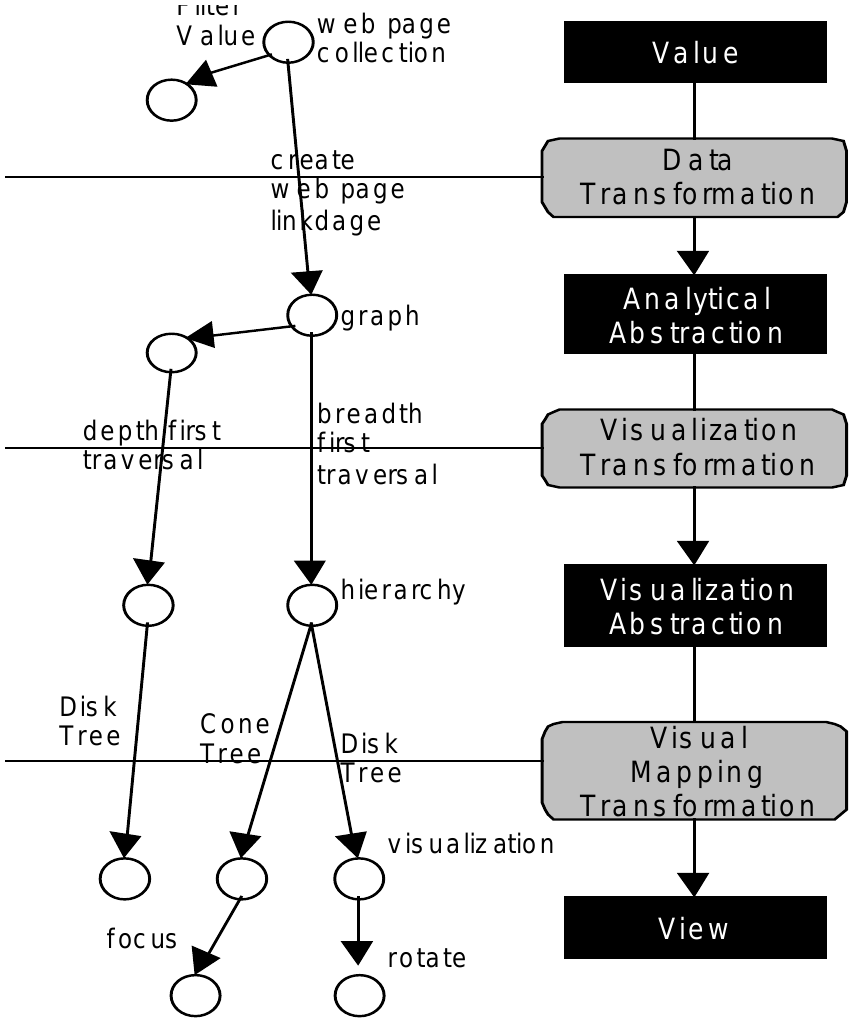 Filter
Value
web page
collection
Value
create
web page
linkdage
Data
Transformation
graph
Analytical
Abstraction
depth first
traversal
breadth
first
traversal
Visualization
Transformation
hierarchy
Visualization
Abstraction
Disk
Tree
Cone
Tree
Disk
Tree
Visual
Mapping
Transformation
visualization
focus
rotate
View